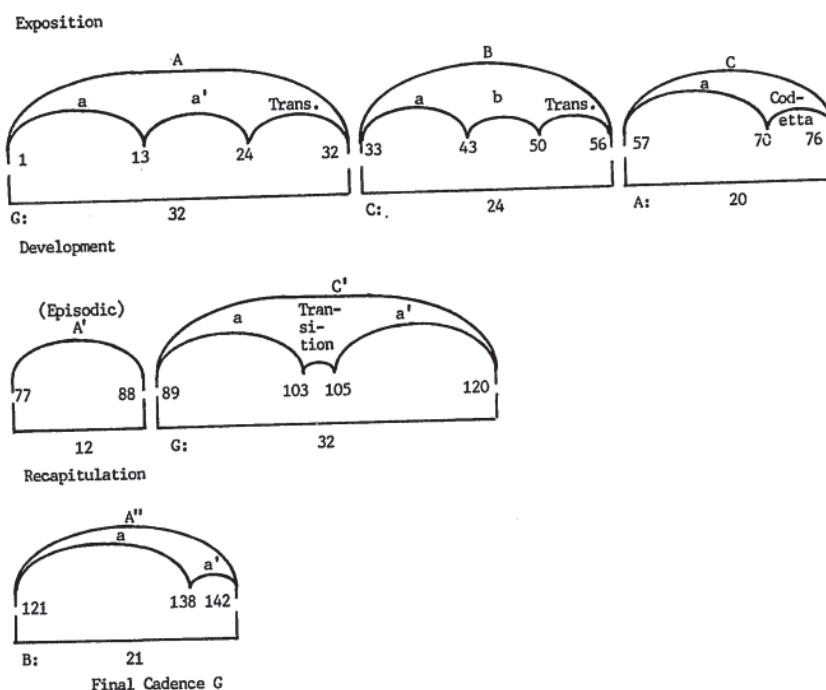 Exposition
A
B
C
a a' Trans.
a b Trans.
a Cod-
etta
1 13 24 32
33 43 50 56
57 70 76
G: 32
C: 24
A: 20
Development
(Episodic)
A'
C'
a Tran-
si-
tion
a'
77 88
89 103 105 120
12
G: 32
Recapitulation
A"
a
a'
121 138 142
B: 21
Final Cadence G